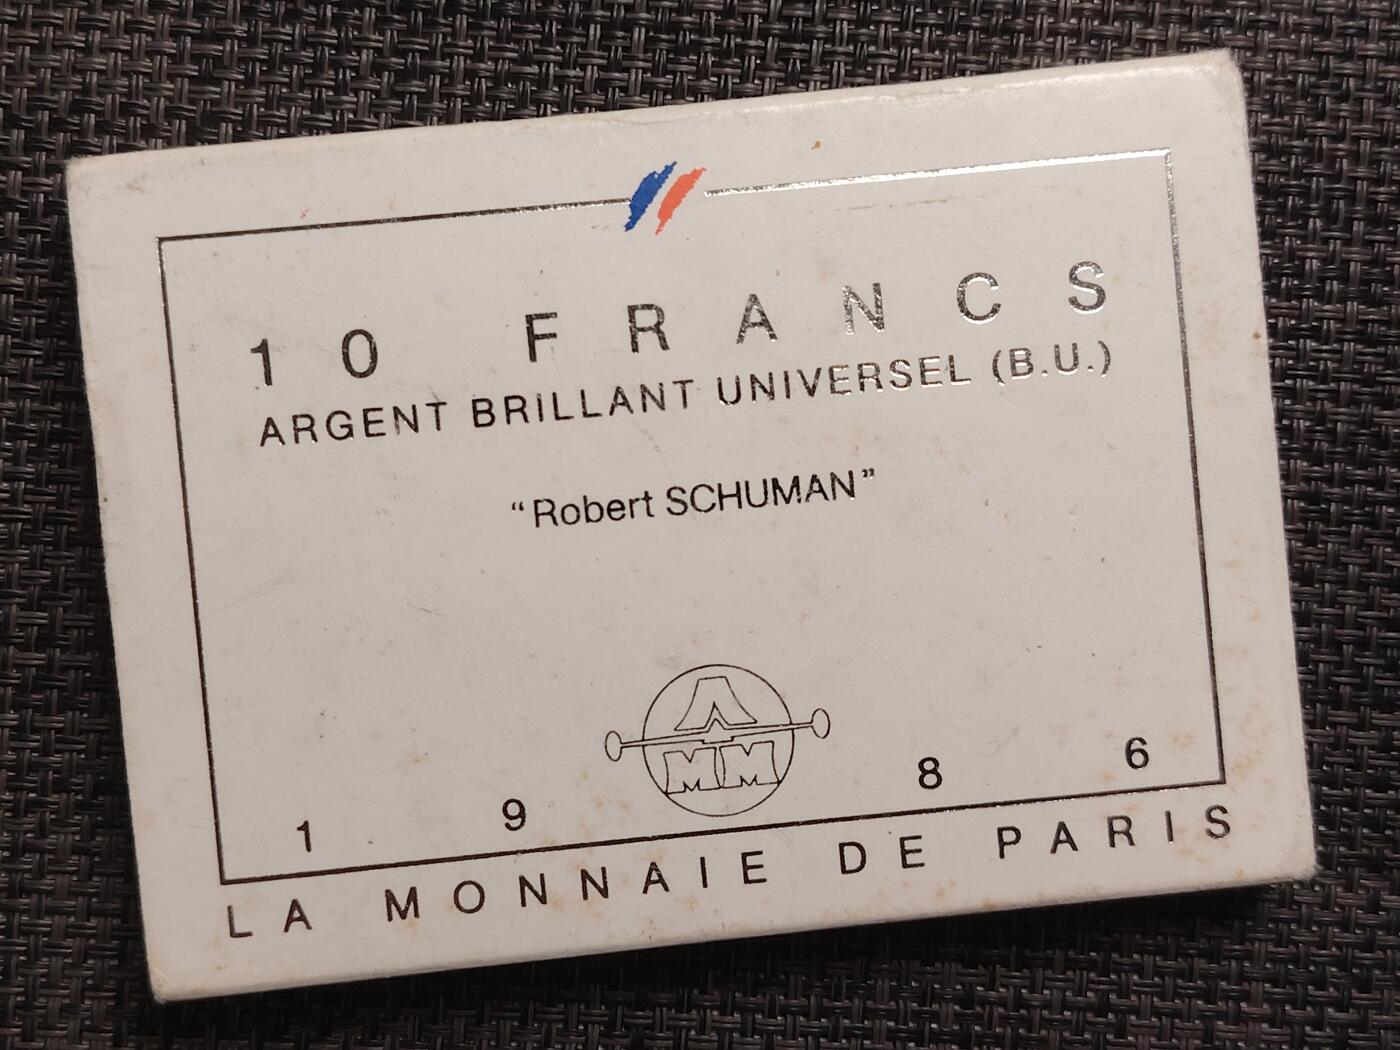 10 FRANCS
ARGENT BRILLANT UNIVERSEL (B.U.)
“Robert SCHUMAN”
A
MM
1 9 8 6
LA MONNAIE DE PARIS